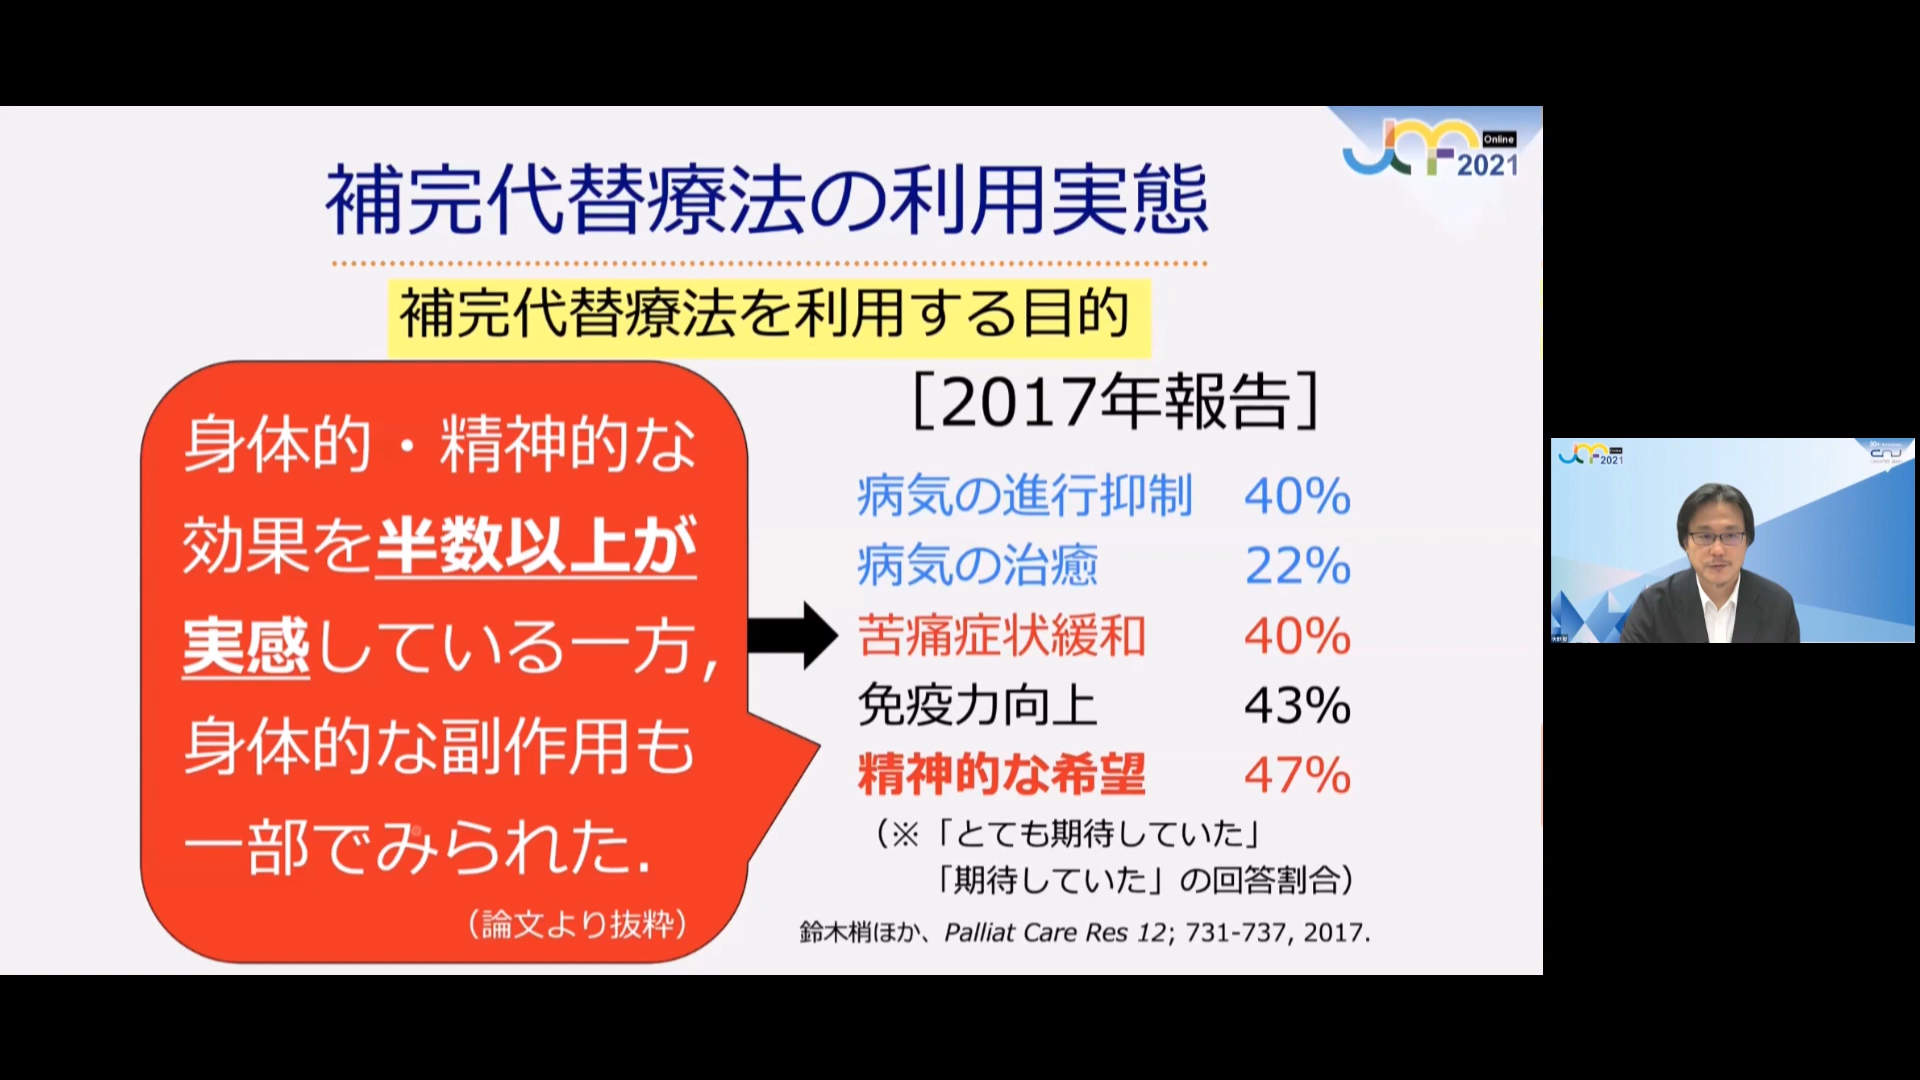 Online
2021
補完代替療法の利用実態
補完代替療法を利用する目的
身体的・精神的な
効果を半数以上が
実感している一方,
身体的な副作用も
一部でみられた.
（論文より抜粋）
［2017年報告］
病気の進行抑制 40%
病気の治癒 22%
苦痛症状緩和 40%
免疫力向上 43%
精神的な希望 47%
（※「とても期待していた」
「期待していた」の回答割合）
鈴木梢ほか、Palliat Care Res 12; 731-737, 2017.
2021